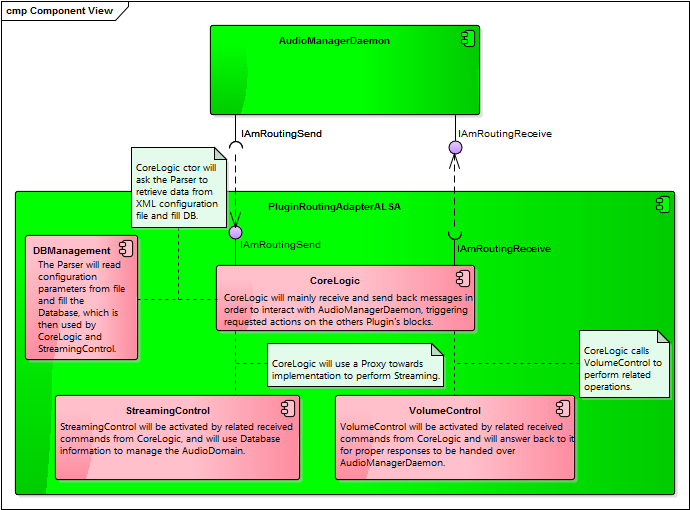 cmp Component View
AudioManagerDaemon
IAmRoutingSend
IAmRoutingReceive
CoreLogic ctor will
ask the Parser to
retrieve data from
XML configuration
file and fill DB.
PluginRoutingAdapterALSA
IAmRoutingSend
IAmRoutingReceive
DBManagement
The Parser will read
configuration
parameters from file
and fill the
Database, which is
then used by
CoreLogic and
StreamingControl.
CoreLogic
CoreLogic will mainly receive and send back messages in
order to interact with AudioManagerDaemon, triggering
requested actions on the others Plugin's blocks.
CoreLogic will use a Proxy towards
implementation to perform Streaming.
CoreLogic calls
VolumeControl to
perform related
operations.
StreamingControl
StreamingControl will be activated by related received
commands from CoreLogic, and will use Database
information to manage the AudioDomain.
VolumeControl
VolumeControl will be activated by related received
commands from CoreLogic and will answer back to it
for proper responses to be handed over
AudioManagerDaemon.